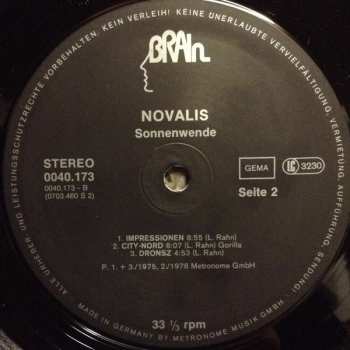 ALLE URHEBER UND LEISTUNGSSCHUTZRECHTE VORBEHALTEN. KEIN VERLEIH! KEINE UNERLAUBTE VERVIELFÄLTIGUNG, VERMIETUNG, AUFFÜHRUNG, SENDUNG!
BRAIN
NOVALIS
Sonnenwende
STEREO
0040.173
0040.173 - B
(0703.460 S 2)
GEMA
LC 3230
Seite 2
1. IMPRESSIONEN 8:55 (L. Rahn)
2. CITY-NORD 6:07 (L. Rahn) Gorilla
3. DRONSZ 4:53 (L. Rahn)
P. 1. + 3./1975, 2./1976 Metronome GmbH
33 ⅓ rpm
MADE IN GERMANY BY METRONOME MUSIK GMBH